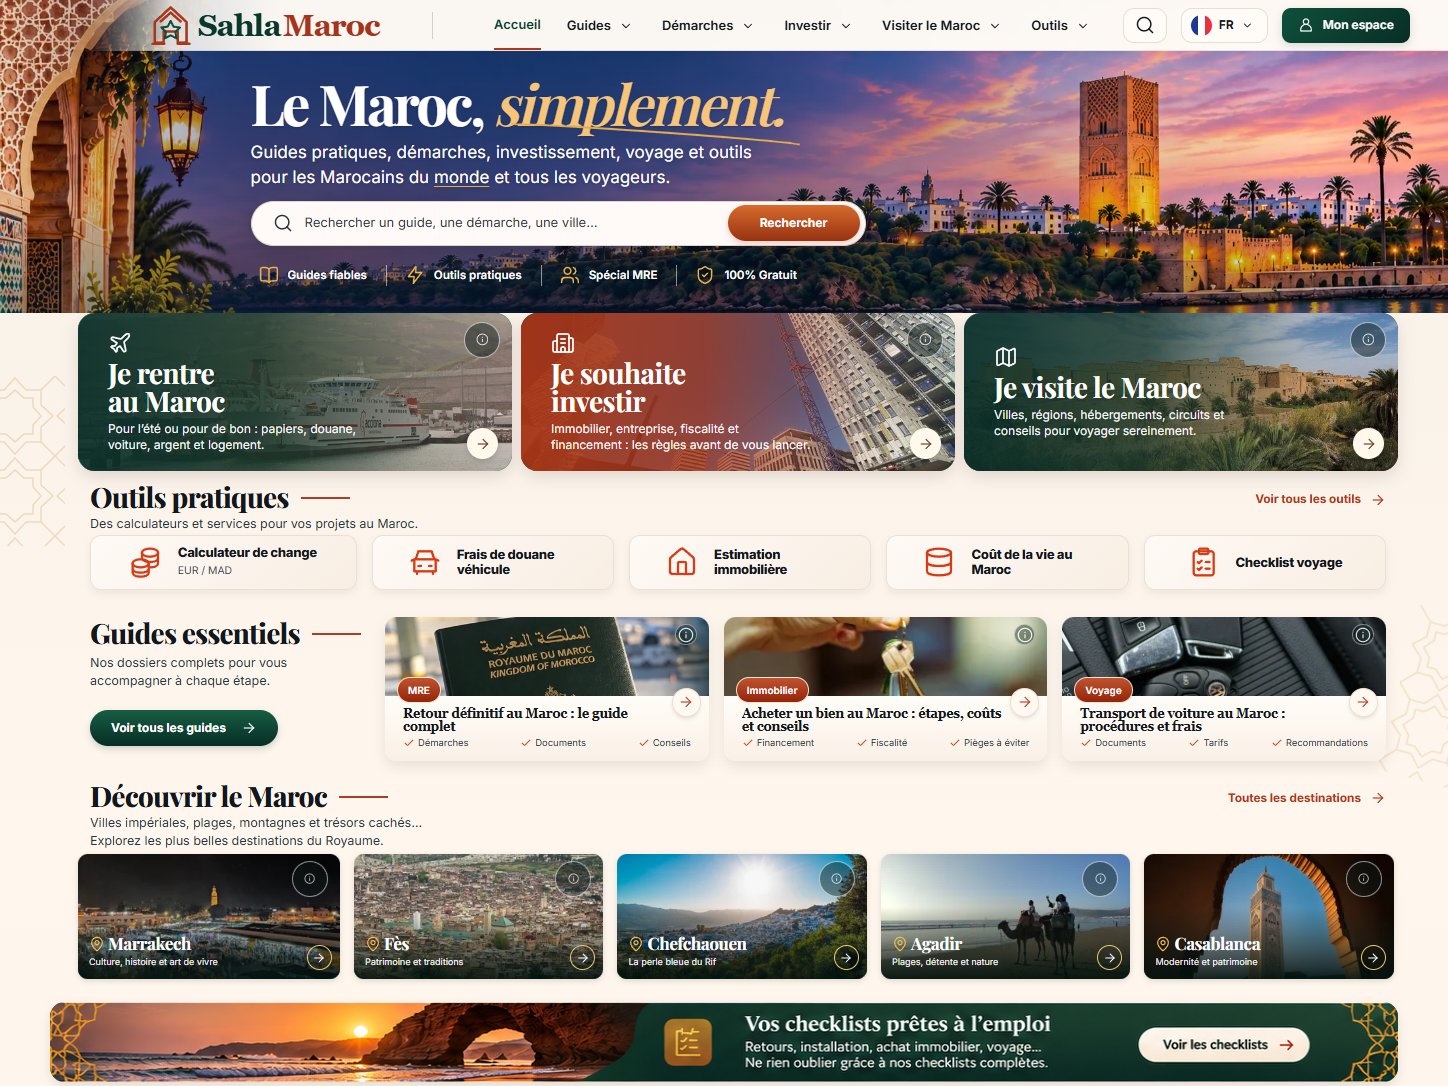 SahlaMaroc
Accueil
Guides
Démarches
Investir
Visiter le Maroc
Outils
FR
Mon espace
Le Maroc, simplement.
Guides pratiques, démarches, investissement, voyage et outils
pour les Marocains du monde et tous les voyageurs.
Rechercher un guide, une démarche, une ville...
Rechercher
Guides fiables
Outils pratiques
Spécial MRE
100% Gratuit
Je rentre
au Maroc
Pour l'été ou pour de bon : papiers, douane,
voiture, argent et logement.
Je souhaite
investir
Immobilier, entreprise, fiscalité et
financement : les règles avant de vous lancer.
Je visite le Maroc
Villes, régions, hébergements, circuits et
conseils pour voyager sereinement.
Outils pratiques
Voir tous les outils
Des calculateurs et services pour vos projets au Maroc.
Calculateur de change
EUR / MAD
Frais de douane
véhicule
Estimation
immobilière
Coût de la vie au
Maroc
Checklist voyage
Guides essentiels
Nos dossiers complets pour vous
accompagner à chaque étape.
Voir tous les guides
المملكة المغربية
ROYAUME DU MAROC
KINGDOM OF MOROCCO
MRE
Retour définitif au Maroc : le guide
complet
Démarches
Documents
Conseils
Immobilier
Acheter un bien au Maroc : étapes, coûts
et conseils
Financement
Fiscalité
Pièges à éviter
Voyage
Transport de voiture au Maroc :
procédures et frais
Documents
Tarifs
Recommandations
Découvrir le Maroc
Toutes les destinations
Villes impériales, plages, montagnes et trésors cachés...
Explorez les plus belles destinations du Royaume.
Marrakech
Culture, histoire et art de vivre
Fès
Patrimoine et traditions
Chefchaouen
La perle bleue du Rif
Agadir
Plages, détente et nature
Casablanca
Modernité et patrimoine
Vos checklists prêtes à l'emploi
Retours, installation, achat immobilier, voyage...
Ne rien oublier grâce à nos checklists complètes.
Voir les checklists